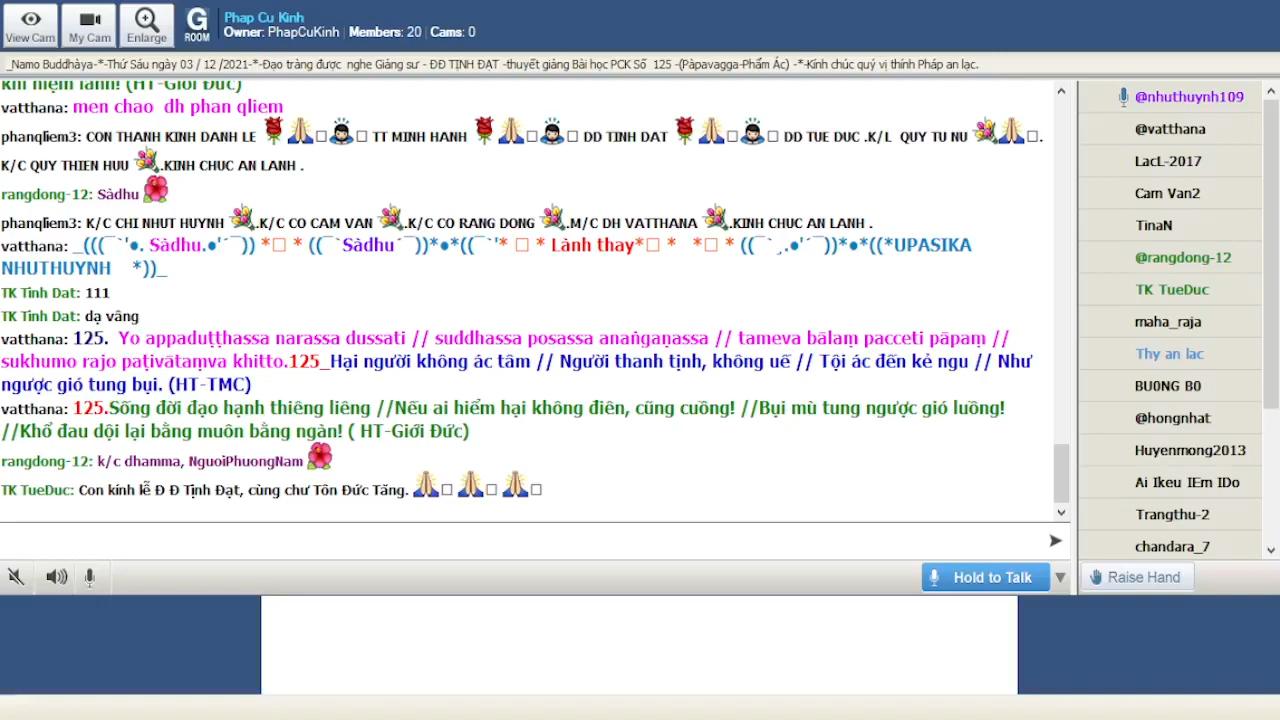 View Cam
My Cam
Enlarge
G
ROOM
Phap Cu Kinh
Owner: PhapCuKinh | Members: 20 | Cams: 0
_Namo Buddhàya-*-Thứ Sáu ngày 03 / 12 /2021-*-Đạo tràng được nghe Giảng sư - ĐĐ TỊNH ĐẠT -thuyết giảng Bài học PCK Số 125 -(Pàpavagga-Phẩm Ác) -*-Kính chúc quý vị thính Pháp an lạc.
khi niệm lành! (HT-Giới Đức)
vatthana: men chao dh phan qliem
phanqliem3: CON THANH KINH DANH LE TT MINH HANH DD TINH DAT DD TUE DUC .K/L QUY TU NU .
K/C QUY THIEN HUU .KINH CHUC AN LANH .
rangdong-12: Sàdhu
phanqliem3: K/C CHI NHUT HUYNH .K/C CO CAM VAN .K/C CO RANG DONG .M/C DH VATTHANA .KINH CHUC AN LANH .
vatthana: _(((¯`'●. Sàdhu.●'´¯)) *□ * ((¯`Sàdhu´¯))*●*((¯`'* □ * Lành thay*□ * *□ * ((¯`¸.●'´¯))*●*((*UPASIKA
NHUTHUYNH *))_
TK Tinh Dat: 111
TK Tinh Dat: dạ vâng
vatthana: 125. Yo appaduṭṭhassa narassa dussati // suddhassa posassa anaṅgaṇassa // tameva bālaṃ pacceti pāpaṃ //
sukhumo rajo paṭivātaṃva khitto.125_Hại người không ác tâm // Người thanh tịnh, không uế // Tội ác đến kẻ ngu // Như
ngược gió tung bụi. (HT-TMC)
vatthana: 125.Sống đời đạo hạnh thiêng liêng //Nếu ai hiểm hại không điên, cũng cuồng! //Bụi mù tung ngược gió luồng!
//Khổ đau dội lại bằng muôn bằng ngàn! ( HT-Giới Đức)
rangdong-12: k/c dhamma, NguoiPhuongNam
TK TueDuc: Con kính lễ Đ Đ Tịnh Đạt, cùng chư Tôn Đức Tăng.
Hold to Talk
@nhuthuynh109
@vatthana
LacL-2017
Cam Van2
TinaN
@rangdong-12
TK TueDuc
maha_raja
Thy an lac
BU0NG B0
@hongnhat
Huyenmong2013
Ai Ikeu IEm IDo
Trangthu-2
chandara_7
Raise Hand